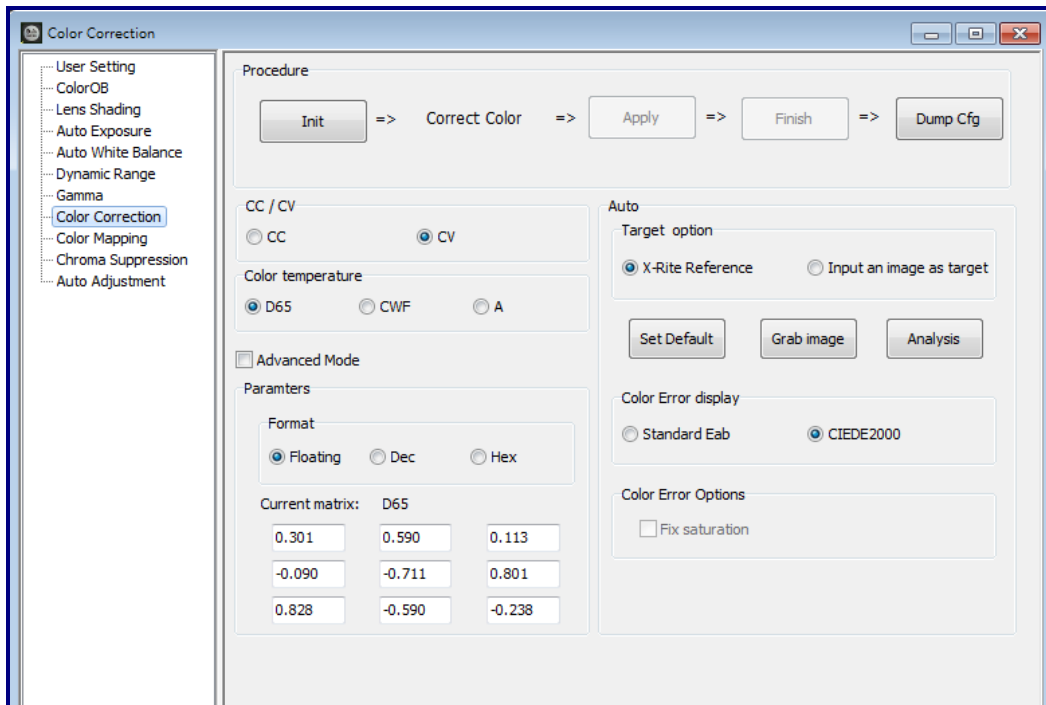 Color Correction
User Setting
ColorOB
Lens Shading
Auto Exposure
Auto White Balance
Dynamic Range
Gamma
Color Correction
Color Mapping
Chroma Suppression
Auto Adjustment
Procedure
Init => Correct Color => Apply => Finish => Dump Cfg
CC / CV
CC CV
Color temperature
D65 CWF A
Advanced Mode
Paramters
Format
Floating Dec Hex
Current matrix: D65
0.301 0.590 0.113
-0.090 -0.711 0.801
0.828 -0.590 -0.238
Auto
Target option
X-Rite Reference Input an image as target
Set Default Grab image Analysis
Color Error display
Standard Eab CIEDE2000
Color Error Options
Fix saturation